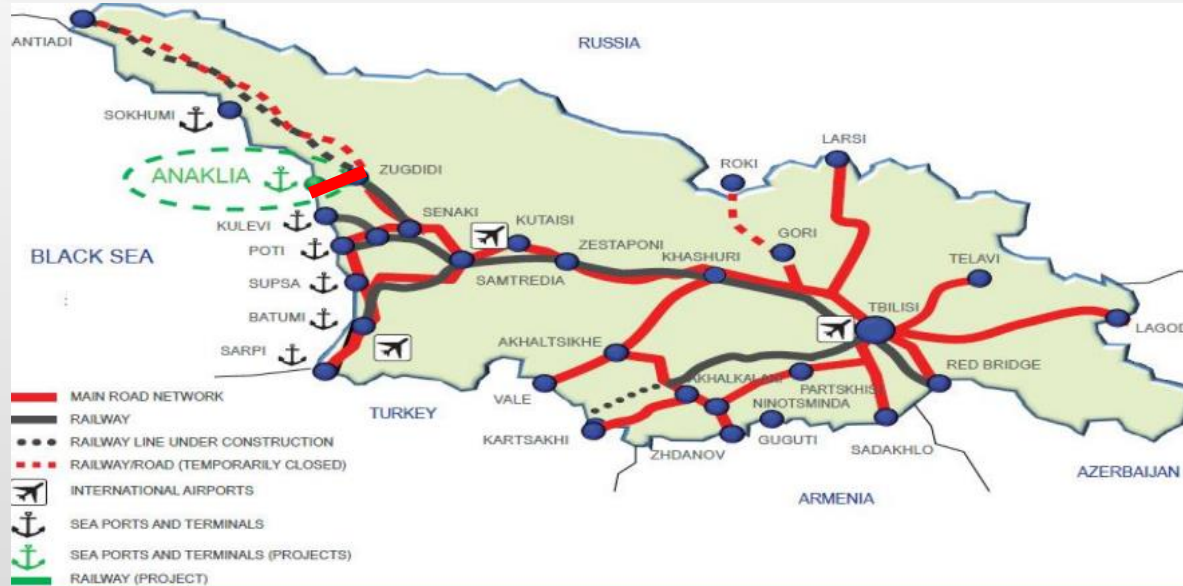 RUSSIA
ANTIADI
SOKHUMI
LARSI
ROKI
ANAKLIA
ZUGDIDI
KULEVI
SENAKI
KUTAISI
GORI
BLACK SEA
POTI
ZESTAPONI
KHASHURI
TELAVI
SUPSA
SAMTREDIA
TBILISI
BATUMI
LAGOD
SARPI
AKHALTSIKHE
RED BRIDGE
AKHALKALAKI
PARTSKHISI
VALE
NINOTSMINDA
TURKEY
KARTSAKHI
GUGUTI
SADAKHLO
ZHDANOV
AZERBAIJAN
ARMENIA
MAIN ROAD NETWORK
RAILWAY
RAILWAY LINE UNDER CONSTRUCTION
RAILWAY/ROAD (TEMPORARILY CLOSED)
INTERNATIONAL AIRPORTS
SEA PORTS AND TERMINALS
SEA PORTS AND TERMINALS (PROJECTS)
RAILWAY (PROJECT)